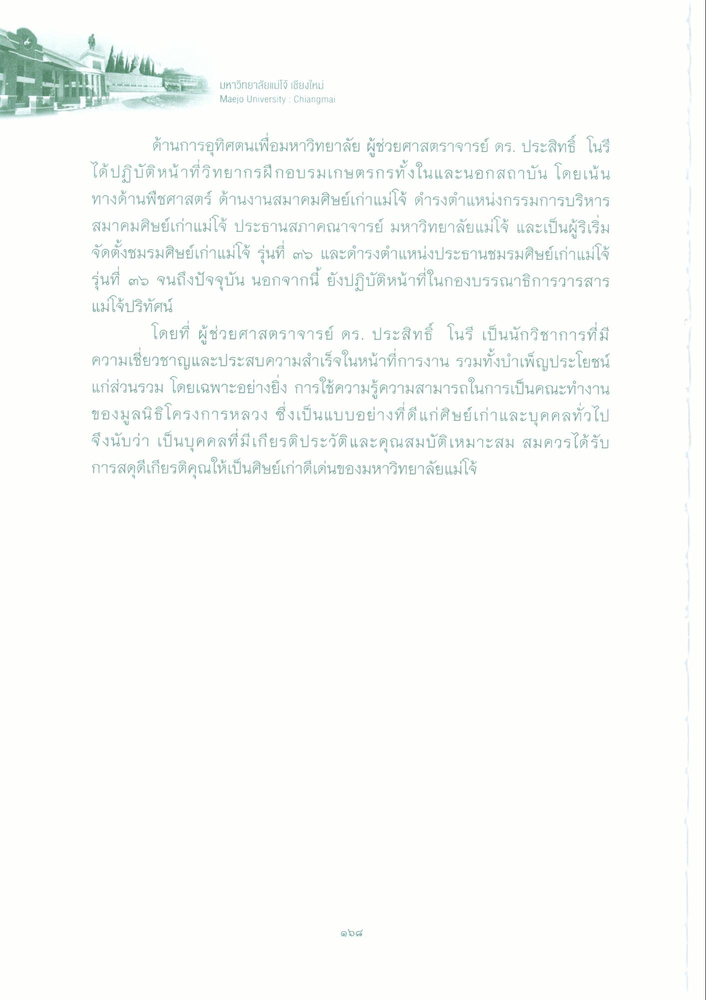 มหาวิทยาลัยแม่โจ้ เชียงใหม่
Maejo University : Chiangmai
ด้านการอุทิศตนเพื่อมหาวิทยาลัย ผู้ช่วยศาสตราจารย์ ดร. ประสิทธิ์ โนรี
ได้ปฏิบัติหน้าที่วิทยากรฝึกอบรมเกษตรกรทั้งในและนอกสถาบัน โดยเน้น
ทางด้านพืชศาสตร์ ด้านงานสมาคมศิษย์เก่าแม่โจ้ ดำรงตำแหน่งกรรมการบริหาร
สมาคมศิษย์เก่าแม่โจ้ ประธานสภาคณาจารย์ มหาวิทยาลัยแม่โจ้ และเป็นผู้ริเริ่ม
จัดตั้งชมรมศิษย์เก่าแม่โจ้ รุ่นที่ ๓๖ และดำรงตำแหน่งประธานชมรมศิษย์เก่าแม่โจ้
รุ่นที่ ๓๖ จนถึงปัจจุบัน นอกจากนี้ ยังปฏิบัติหน้าที่ในกองบรรณาธิการวารสาร
แม่โจ้ปริทัศน์
โดยที่ ผู้ช่วยศาสตราจารย์ ดร. ประสิทธิ์ โนรี เป็นนักวิชาการที่มี
ความเชี่ยวชาญและประสบความสำเร็จในหน้าที่การงาน รวมทั้งบำเพ็ญประโยชน์
แก่ส่วนรวม โดยเฉพาะอย่างยิ่ง การใช้ความรู้ความสามารถในการเป็นคณะทำงาน
ของมูลนิธิโครงการหลวง ซึ่งเป็นแบบอย่างที่ดีแก่ศิษย์เก่าและบุคคลทั่วไป
จึงนับว่า เป็นบุคคลที่มีเกียรติประวัติและคุณสมบัติเหมาะสม สมควรได้รับ
การสดุดีเกียรติคุณให้เป็นศิษย์เก่าดีเด่นของมหาวิทยาลัยแม่โจ้
๑๖๘